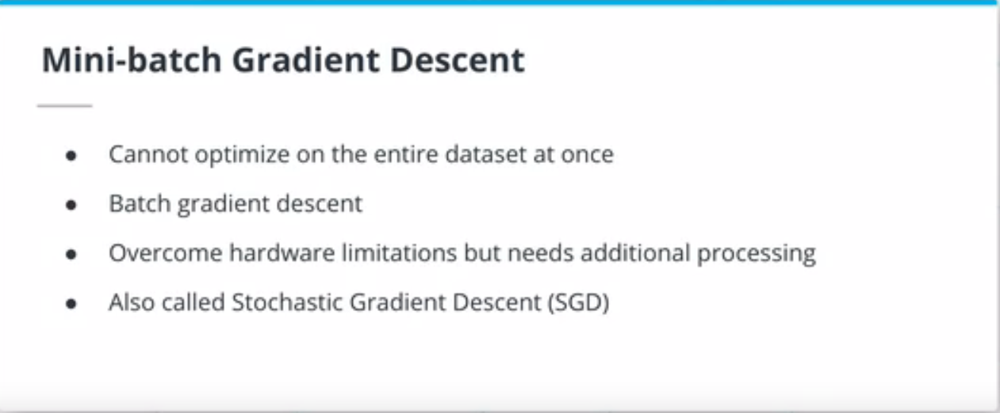 Mini-batch Gradient Descent
● Cannot optimize on the entire dataset at once
● Batch gradient descent
● Overcome hardware limitations but needs additional processing
● Also called Stochastic Gradient Descent (SGD)